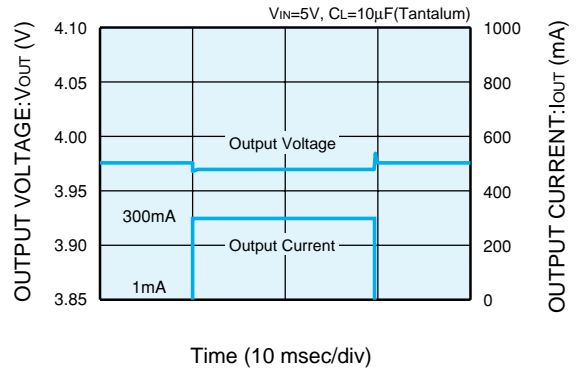 VIN=5V, CL=10µF(Tantalum)
OUTPUT VOLTAGE:VOUT (V)
4.10
4.05
4.00
3.95
3.90
3.85
Output Voltage
300mA
Output Current
1mA
1000
800
600
400
200
0
OUTPUT CURRENT:IOUT (mA)
Time (10 msec/div)